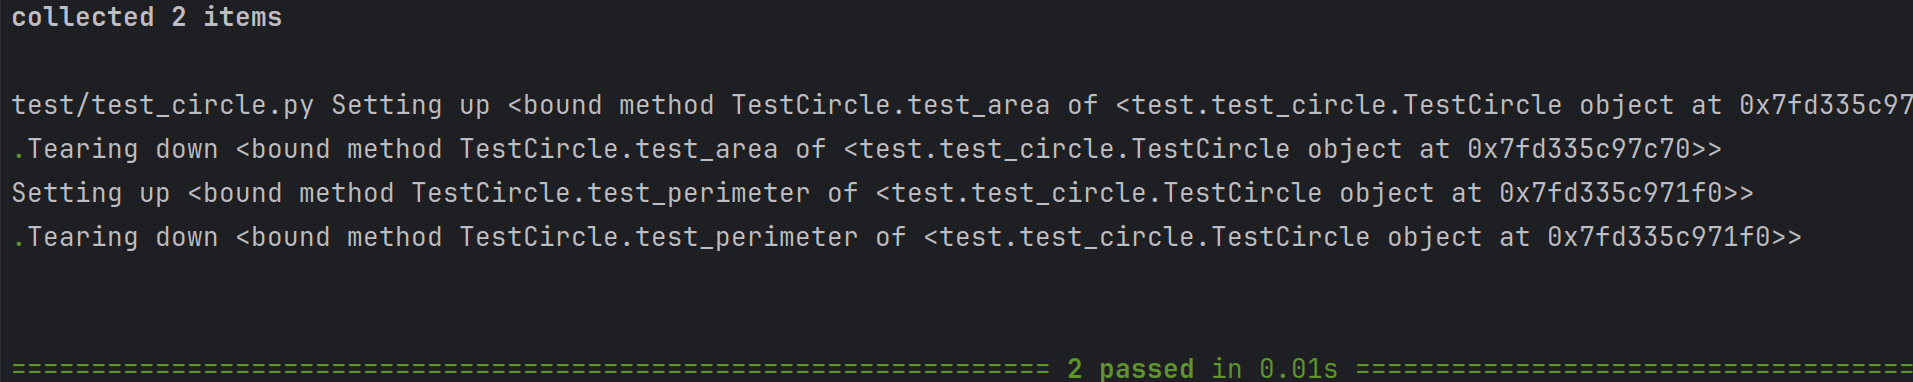 collected 2 items
test/test_circle.py Setting up <bound method TestCircle.test_area of <test.test_circle.TestCircle object at 0x7fd335c97
.Tearing down <bound method TestCircle.test_area of <test.test_circle.TestCircle object at 0x7fd335c97c70>>
Setting up <bound method TestCircle.test_perimeter of <test.test_circle.TestCircle object at 0x7fd335c971f0>>
.Tearing down <bound method TestCircle.test_perimeter of <test.test_circle.TestCircle object at 0x7fd335c971f0>>
================================================================= 2 passed in 0.01s ===================================